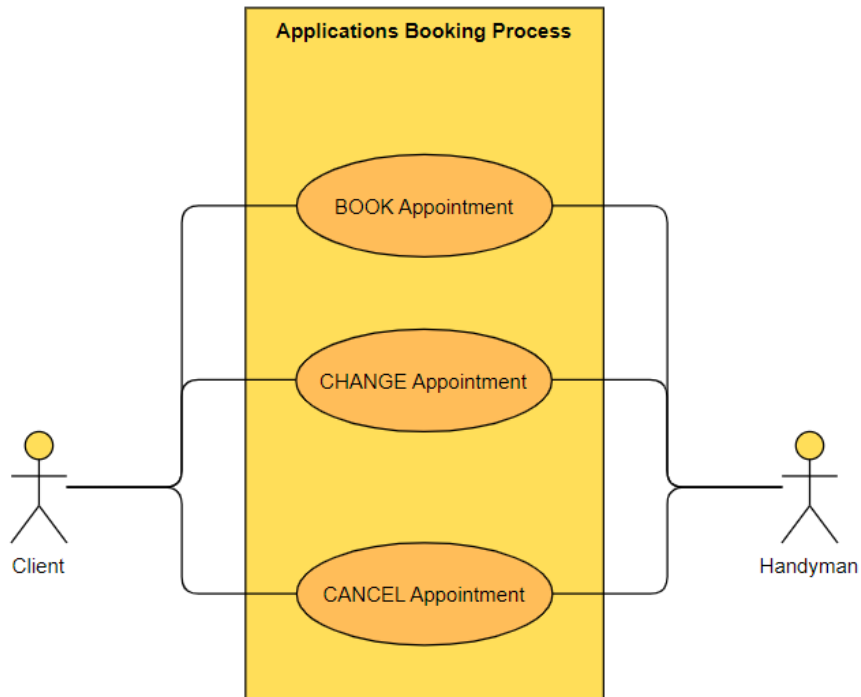 Applications Booking Process
BOOK Appointment
CHANGE Appointment
Client
Handyman
CANCEL Appointment